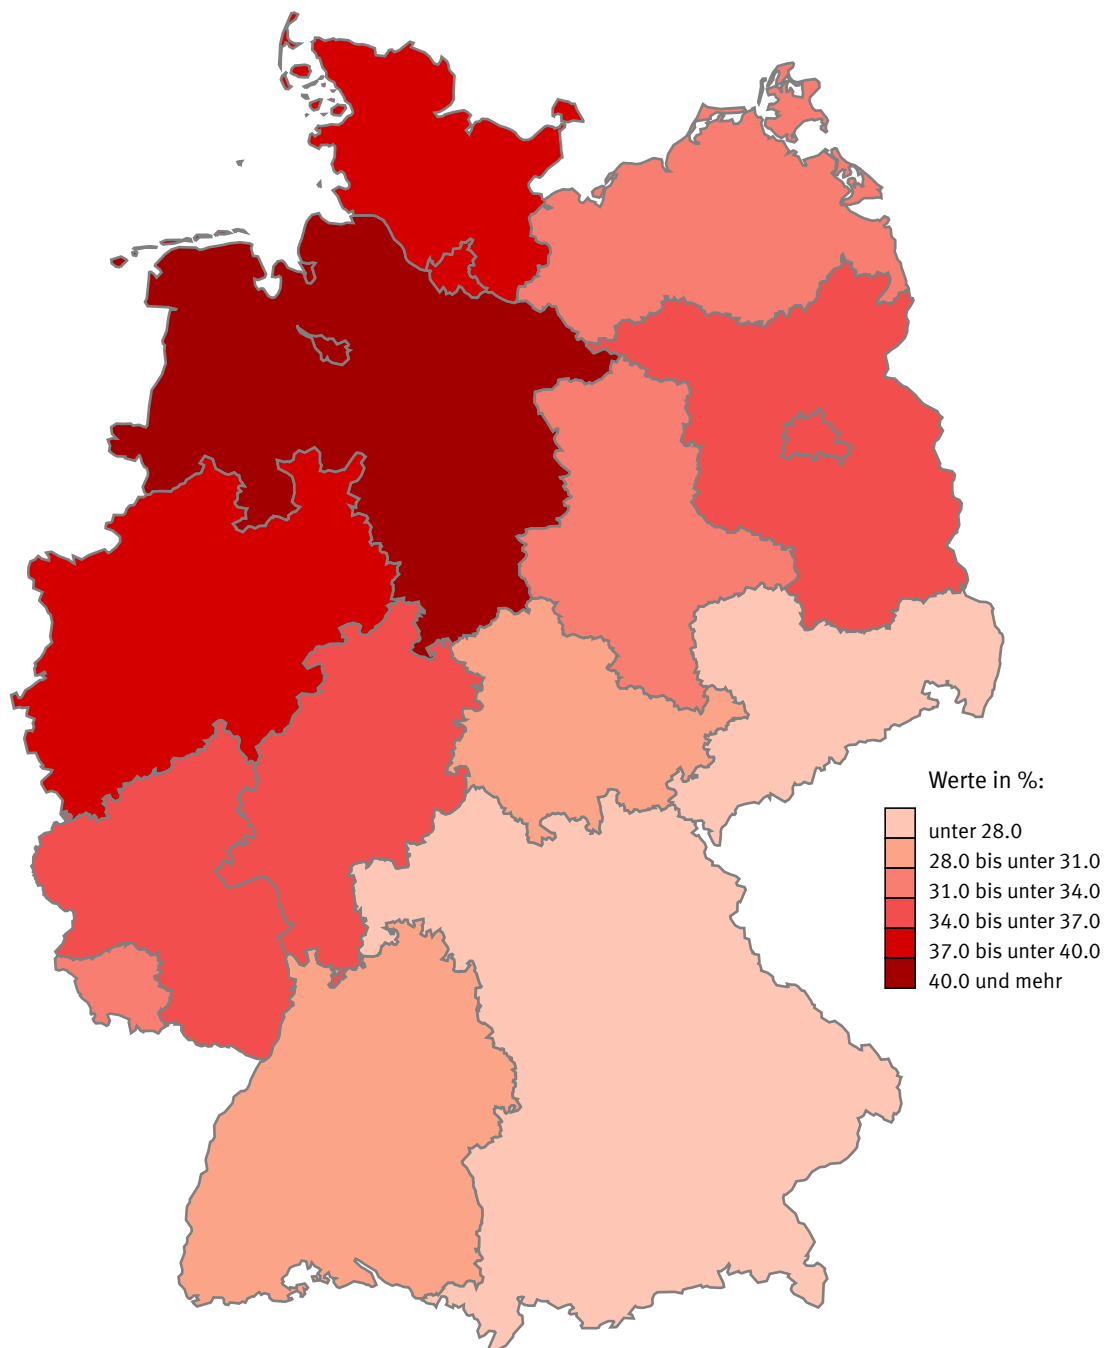 Werte in %:
unter 28.0
28.0 bis unter 31.0
31.0 bis unter 34.0
34.0 bis unter 37.0
37.0 bis unter 40.0
40.0 und mehr